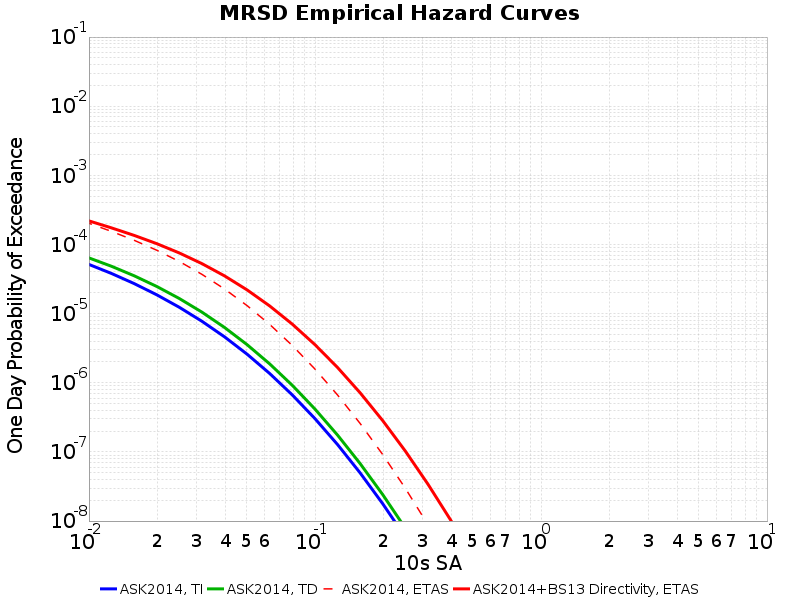 MRSD Empirical Hazard Curves
One Day Probability of Exceedance
10^-1
10^-2
10^-3
10^-4
10^-5
10^-6
10^-7
10^-8
10^-2 2 3 4 5 6 10^-1 2 3 4 5 6 7 10^0 2 3 4 5 6 7 10^1
10s SA
ASK2014, TI ASK2014, TD ASK2014, ETAS ASK2014+BS13 Directivity, ETAS